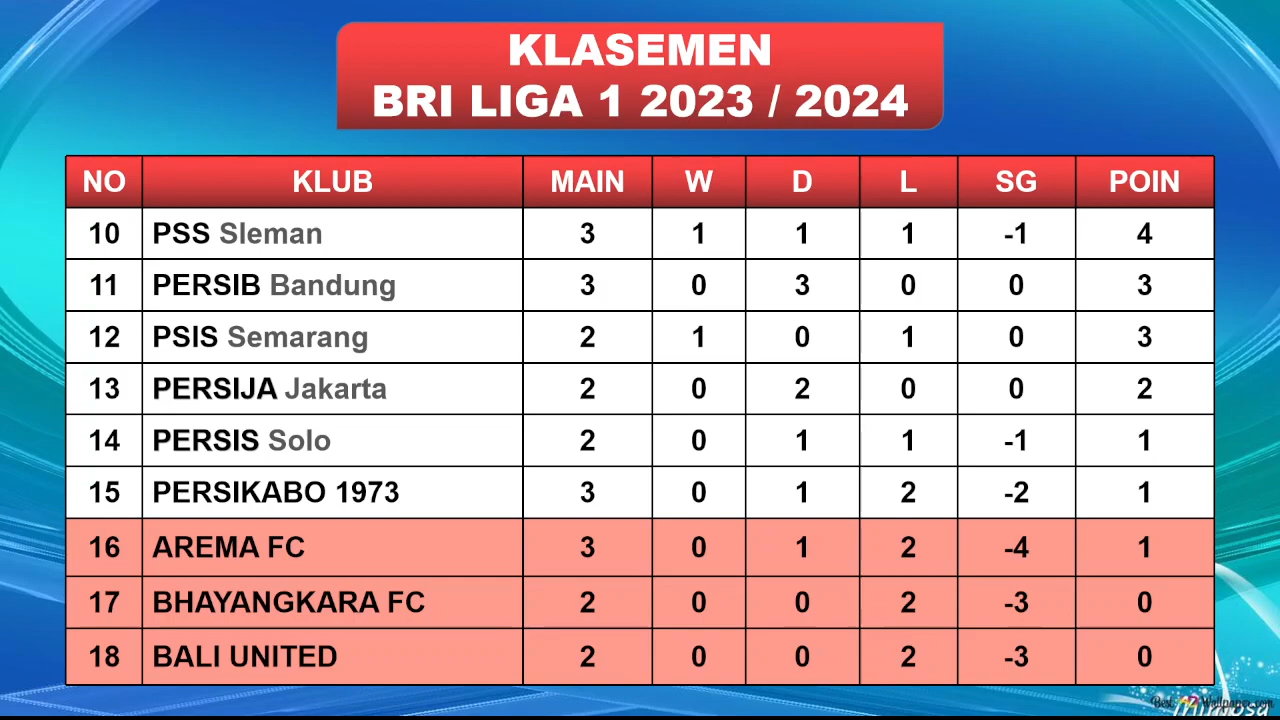 KLASEMEN
BRI LIGA 1 2023 / 2024
NO KLUB MAIN W D L SG POIN
10 PSS Sleman 3 1 1 1 -1 4
11 PERSIB Bandung 3 0 3 0 0 3
12 PSIS Semarang 2 1 0 1 0 3
13 PERSIJA Jakarta 2 0 2 0 0 2
14 PERSIS Solo 2 0 1 1 -1 1
15 PERSIKABO 1973 3 0 1 2 -2 1
16 AREMA FC 3 0 1 2 -4 1
17 BHAYANGKARA FC 2 0 0 2 -3 0
18 BALI UNITED 2 0 0 2 -3 0
Mimosa